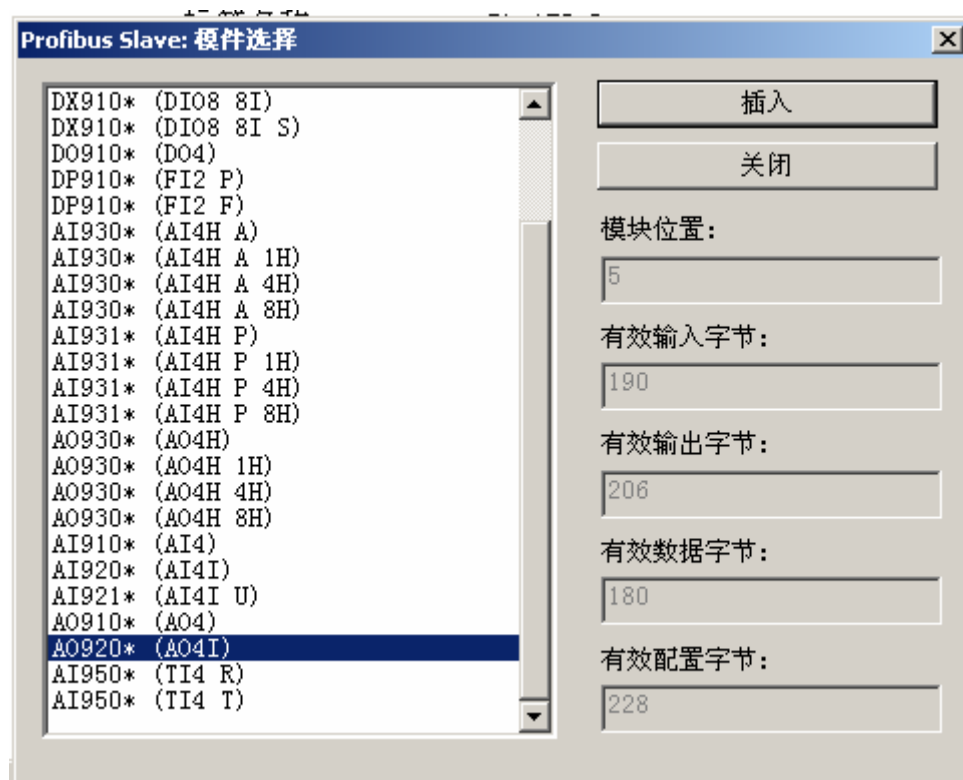 Profibus Slave: 模件选择
DX910* (DIO8 8I)
DX910* (DIO8 8I S)
DO910* (DO4)
DP910* (FI2 P)
DP910* (FI2 F)
AI930* (AI4H A)
AI930* (AI4H A 1H)
AI930* (AI4H A 4H)
AI930* (AI4H A 8H)
AI931* (AI4H P)
AI931* (AI4H P 1H)
AI931* (AI4H P 4H)
AI931* (AI4H P 8H)
AO930* (AO4H)
AO930* (AO4H 1H)
AO930* (AO4H 4H)
AO930* (AO4H 8H)
AI910* (AI4)
AI920* (AI4I)
AI921* (AI4I U)
AO910* (AO4)
AO920* (AO4I)
AI950* (TI4 R)
AI950* (TI4 T)
插入
关闭
模块位置:
5
有效输入字节:
190
有效输出字节:
206
有效数据字节:
180
有效配置字节:
228